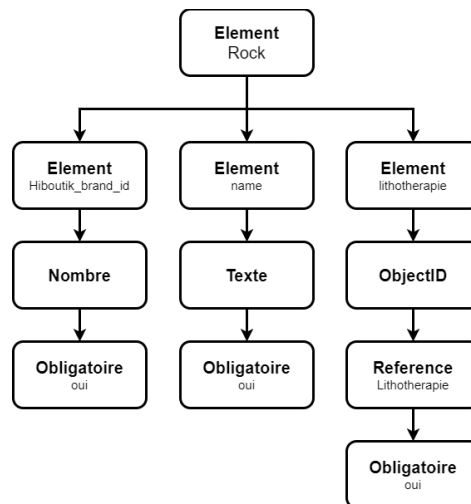 Element
Rock
Element
Hiboutik_brand_id
Element
name
Element
lithotherapie
Nombre
Texte
ObjectID
Obligatoire
oui
Obligatoire
oui
Reference
Lithotherapie
Obligatoire
oui